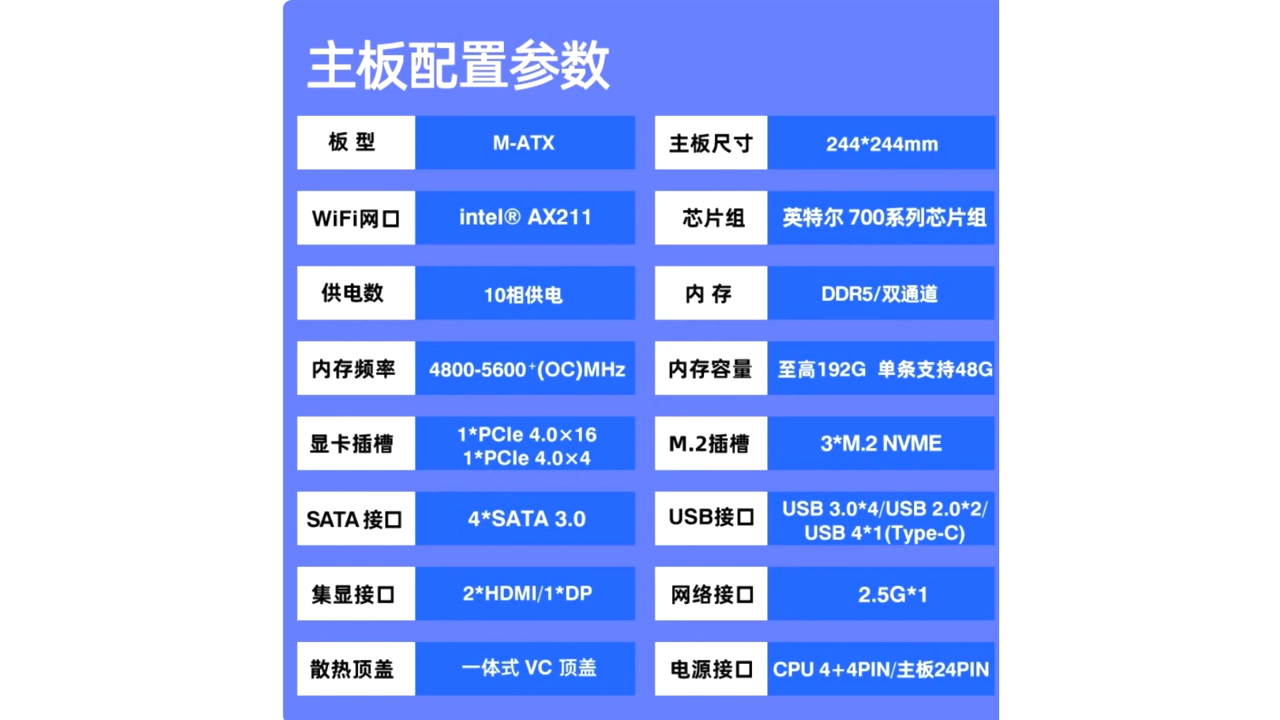 主板配置参数
板 型
M-ATX
主板尺寸
244*244mm
WiFi网口
intel® AX211
芯片组
英特尔 700系列芯片组
供电数
10相供电
内 存
DDR5/双通道
内存频率
4800-5600⁺(OC)MHz
内存容量
至高192G 单条支持48G
显卡插槽
1*PCIe 4.0×16
1*PCIe 4.0×4
M.2插槽
3*M.2 NVME
SATA 接口
4*SATA 3.0
USB接口
USB 3.0*4/USB 2.0*2/
USB 4*1(Type-C)
集显接口
2*HDMI/1*DP
网络接口
2.5G*1
散热顶盖
一体式 VC 顶盖
电源接口
CPU 4+4PIN/主板24PIN